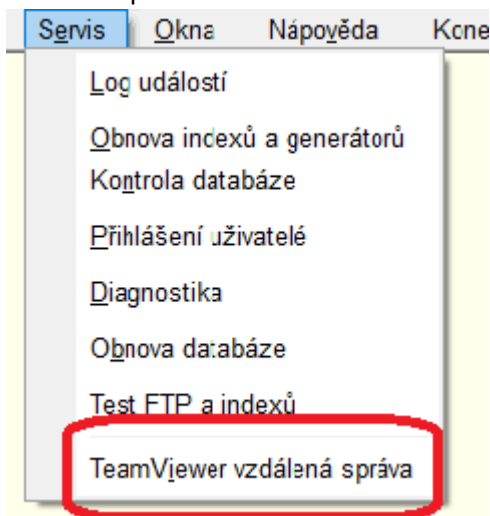 Servis Okna Nápověda Kone
Log událostí
Obnova indexů a generátorů
Kontrola databáze
Přihlášení uživatelé
Diagnostika
Obnova databáze
Test FTP a indexů
TeamViewer vzdálená správa